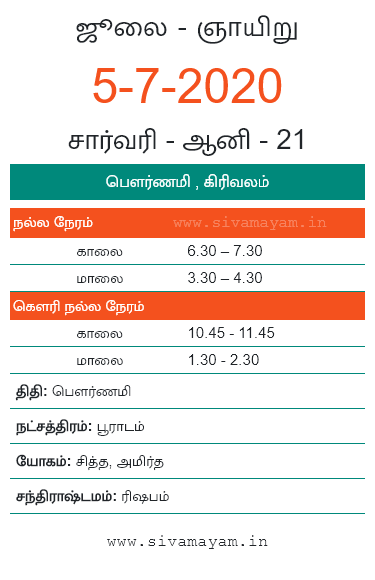 ஜூலை - ஞாயிறு
5-7-2020
சார்வரி - ஆனி - 21
பௌர்ணமி , கிரிவலம்
நல்ல நேரம் www.sivamayam.in
காலை 6.30 – 7.30
மாலை 3.30 – 4.30
கௌரி நல்ல நேரம்
காலை 10.45 - 11.45
மாலை 1.30 - 2.30
திதி: பௌர்ணமி
நட்சத்திரம்: பூராடம்
யோகம்: சித்த, அமிர்த
சந்திராஷ்டமம்: ரிஷபம்
www.sivamayam.in